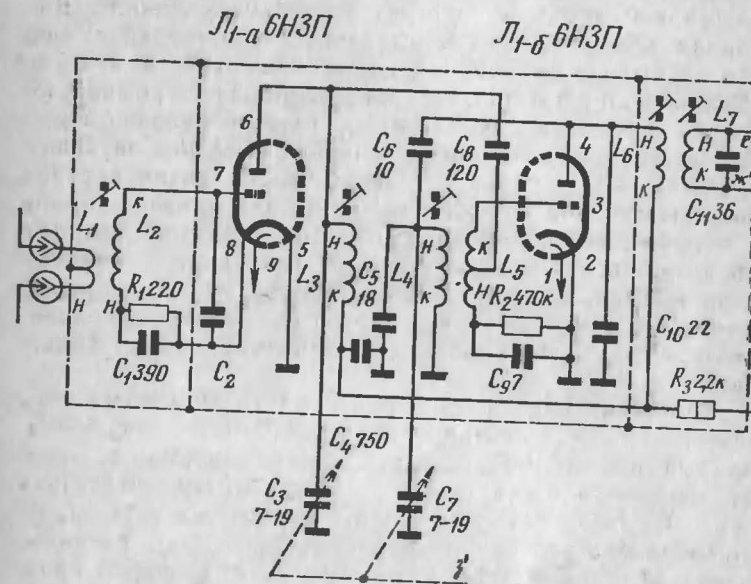 Л1-а 6Н3П
Л1-б 6Н3П
6
7
8
9
5
L1
L2
к
Н
Н
R1 220
C1 390
C2
L3
Н
к
C5
18
C6
10
L4
Н
к
C8
120
4
3
2
L5
к
Н
R2 470к
C9 7
L6
Н
к
L7
Н
к
е
ж
C11 36
C10 22
R3 2,2к
C4 750
C3
7-19
C7
7-19